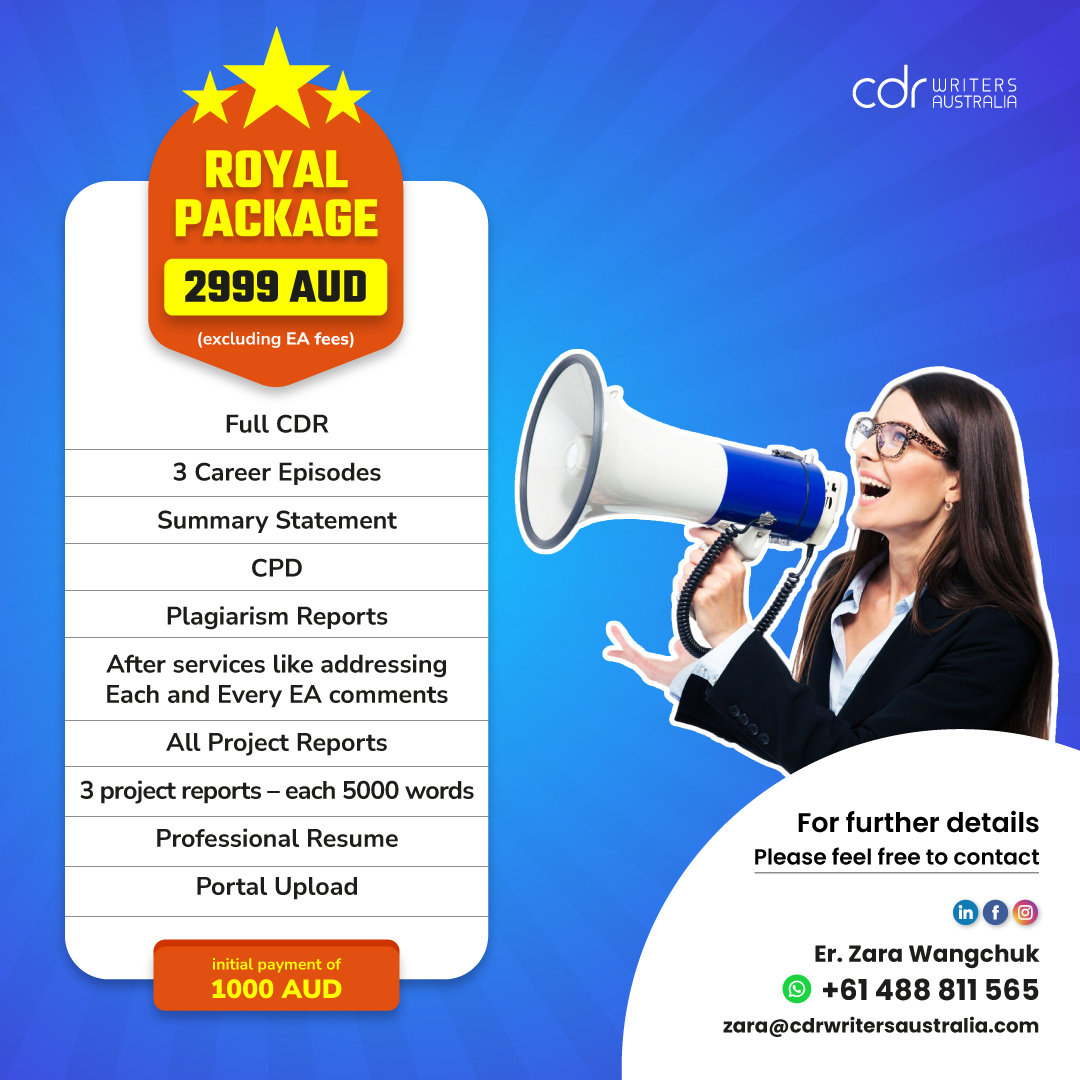 cdr WRITERS
AUSTRALIA
ROYAL
PACKAGE
2999 AUD
(excluding EA fees)
Full CDR
3 Career Episodes
Summary Statement
CPD
Plagiarism Reports
After services like addressing
Each and Every EA comments
All Project Reports
3 project reports – each 5000 words
Professional Resume
Portal Upload
initial payment of
1000 AUD
For further details
Please feel free to contact
in f
Er. Zara Wangchuk
+61 488 811 565
zara@cdrwritersaustralia.com